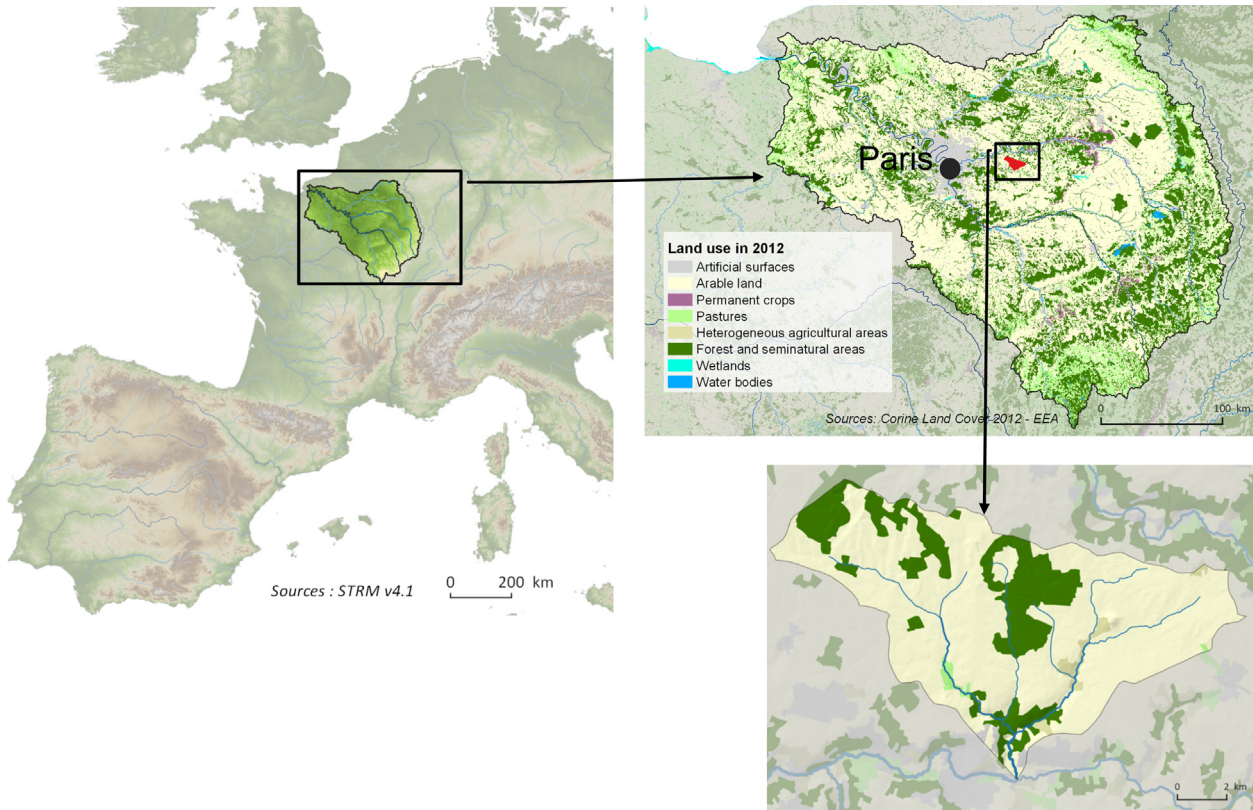 Sources : STRM v4.1
0 200 km
Paris
Land use in 2012
Artificial surfaces
Arable land
Permanent crops
Pastures
Heterogeneous agricultural areas
Forest and seminatural areas
Wetlands
Water bodies
Sources: Corine Land Cover 2012 - EEA
0 100 km
0 2 km